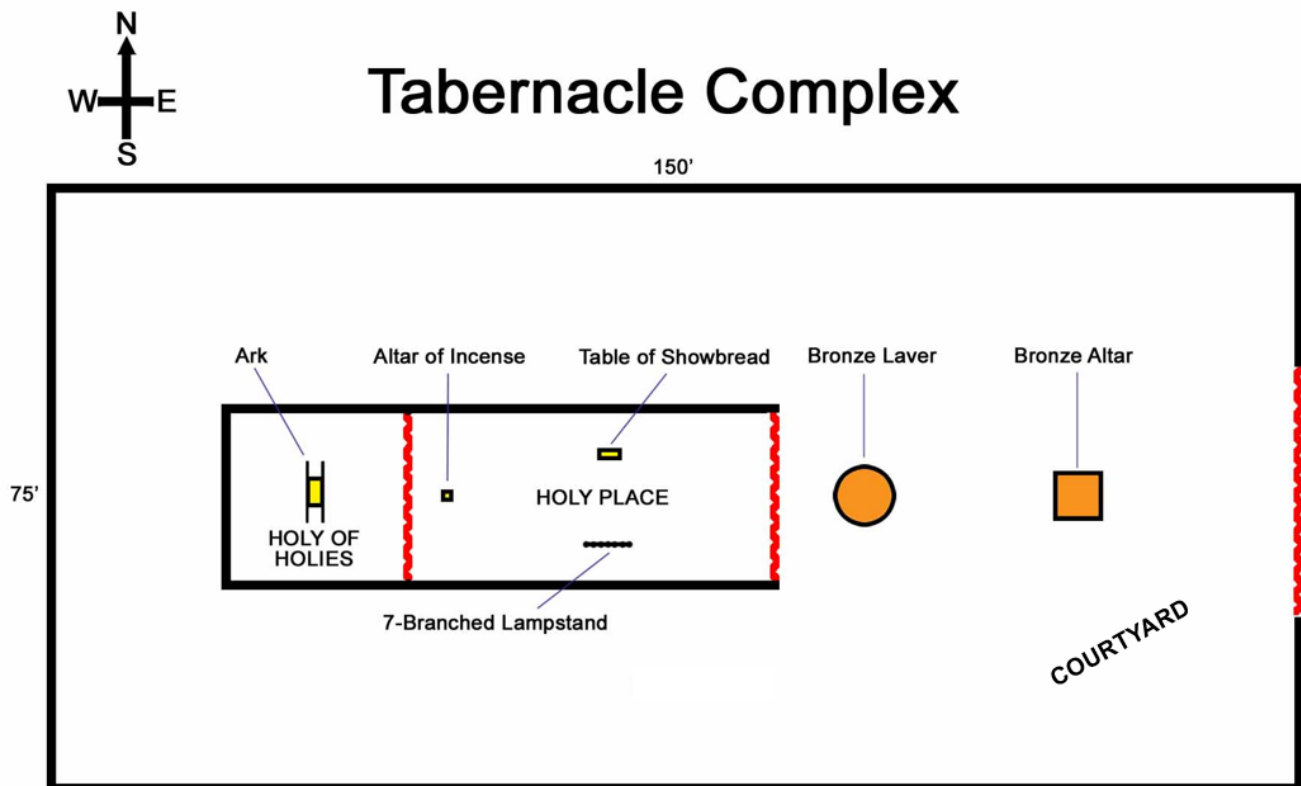 N
W E
S
Tabernacle Complex
150'
Ark
Altar of Incense
Table of Showbread
Bronze Laver
Bronze Altar
75'
HOLY PLACE
HOLY OF
HOLIES
7-Branched Lampstand
COURTYARD